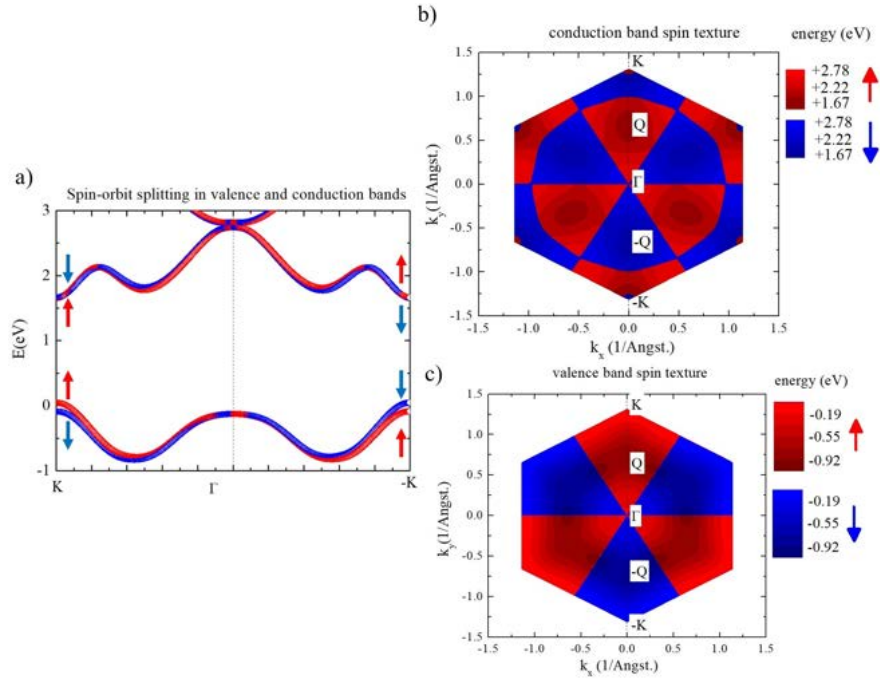 a)
Spin-orbit splitting in valence and conduction bands
3
2
1
0
-1
E(eV)
K
Γ
-K
b)
conduction band spin texture
energy (eV)
+2.78
+2.22
+1.67
+2.78
+2.22
+1.67
1.5
1.0
0.5
0.0
-0.5
-1.0
-1.5
k_y (1/Angst.)
K
Q
Γ
-Q
-K
-1.5 -1.0 -0.5 0.0 0.5 1.0 1.5
k_x (1/Angst.)
c)
valence band spin texture
energy (eV)
-0.19
-0.55
-0.92
-0.19
-0.55
-0.92
1.5
1.0
0.5
0.0
-0.5
-1.0
-1.5
k_y(1/Angst.)
K
Q
Γ
-Q
-K
-1.5 -1.0 -0.5 0.0 0.5 1.0 1.5
k_x (1/Angst.)